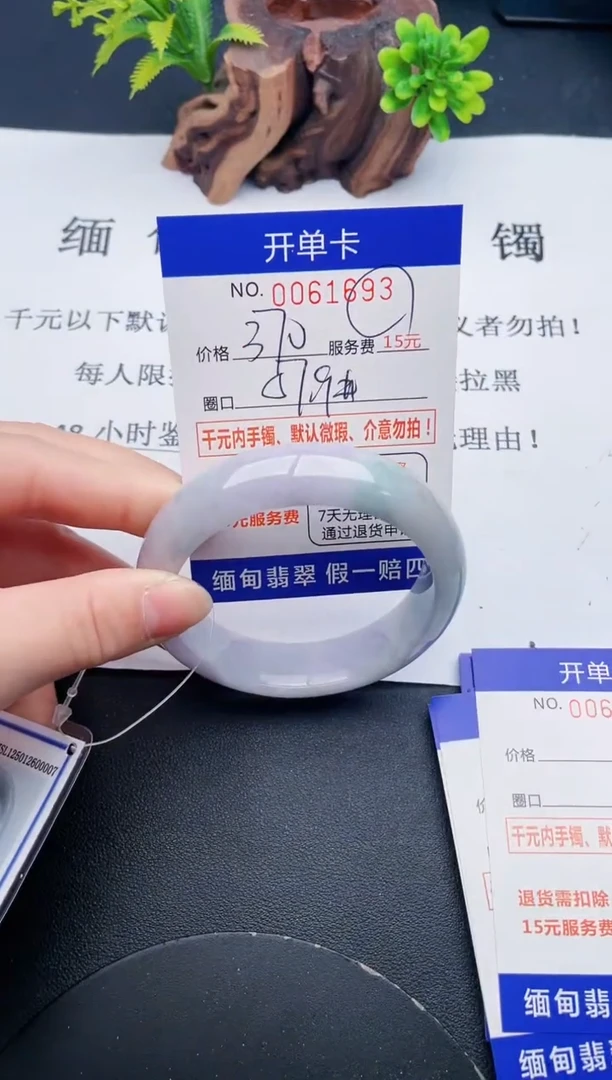 缅
镯
开单卡
NO. 0061693
千元以下默认
者勿拍！
价格 370 服务费 15元
每人限
拉黑
圈口 57.9
48小时鉴
理由！
千元内手镯、默认微瑕、介意勿拍！
元服务费
7天无理
通过退货申
缅甸翡翠 假一赔四
SL125012600007
开单
NO. 006
价格
圈口
千元内手镯、默
退货需扣除
15元服务费
缅甸翡
缅甸翡